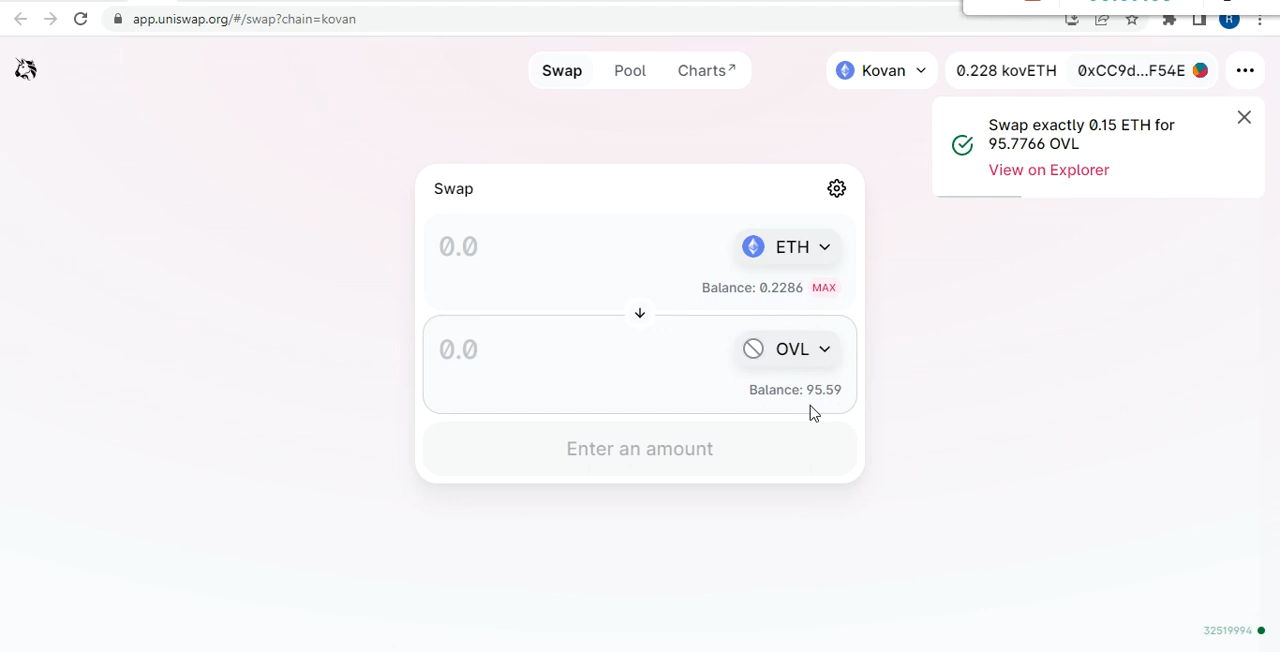 app.uniswap.org/#/swap?chain=kovan
R
Swap Pool Charts↗
Kovan
0.228 kovETH 0xCC9d...F54E
Swap exactly 0.15 ETH for
95.7766 OVL
View on Explorer
Swap
0.0 ETH
Balance: 0.2286 MAX
0.0 OVL
Balance: 95.59
Enter an amount
32519994